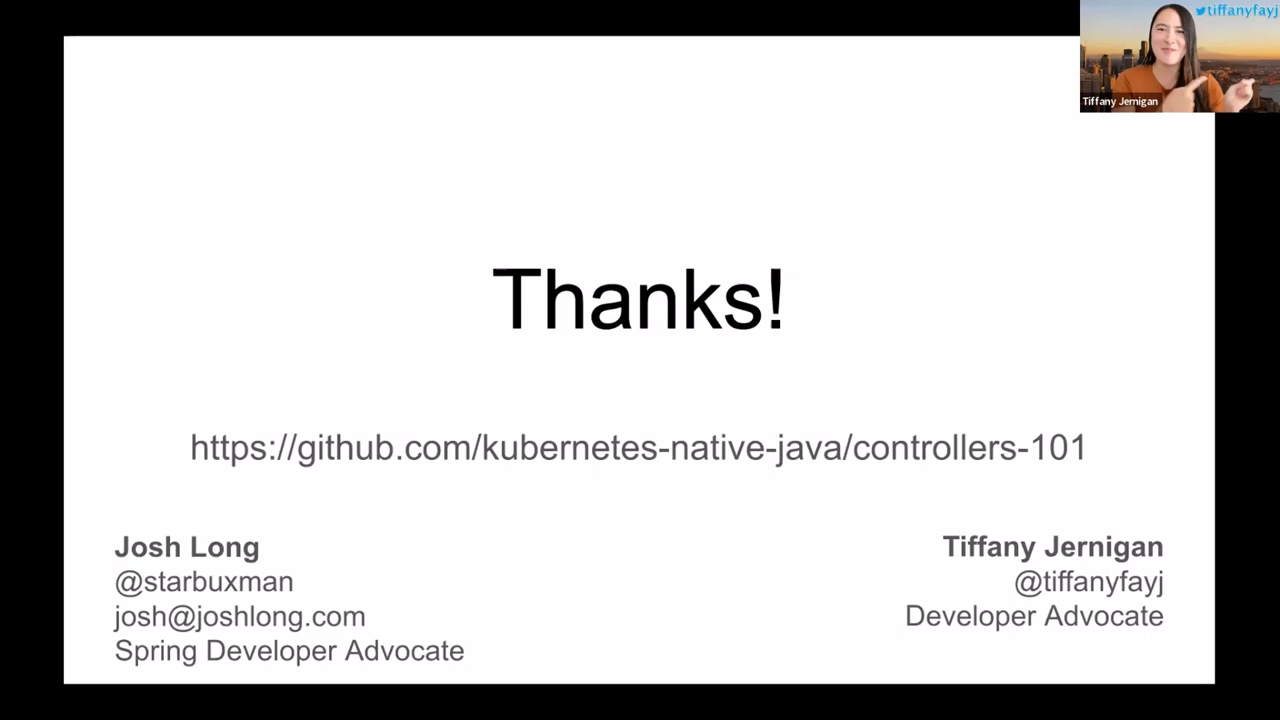 tiffanyfayj
Tiffany Jernigan
Thanks!
https://github.com/kubernetes-native-java/controllers-101
Josh Long
@starbuxman
josh@joshlong.com
Spring Developer Advocate
Tiffany Jernigan
@tiffanyfayj
Developer Advocate